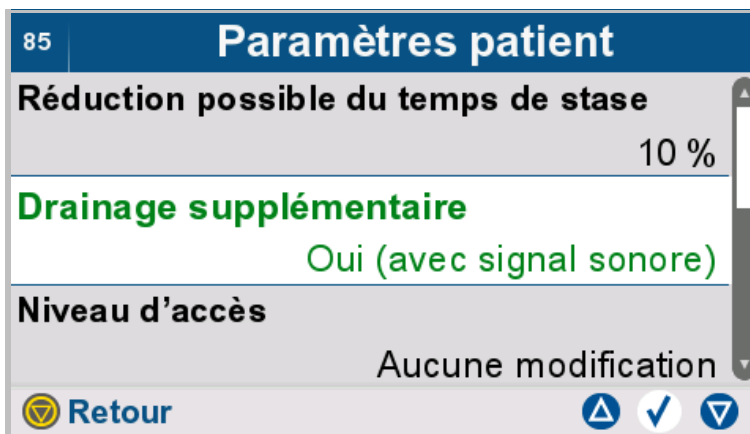 85
Paramètres patient
Réduction possible du temps de stase
10 %
Drainage supplémentaire
Oui (avec signal sonore)
Niveau d’accès
Aucune modification
Retour